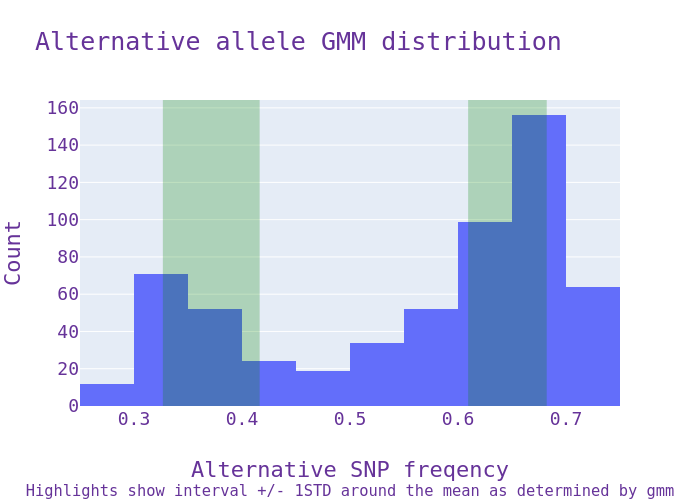 Alternative allele GMM distribution
160
140
120
100
80
60
40
20
0
Count
0.3 0.4 0.5 0.6 0.7
Alternative SNP freqency
Highlights show interval +/- 1STD around the mean as determined by gmm